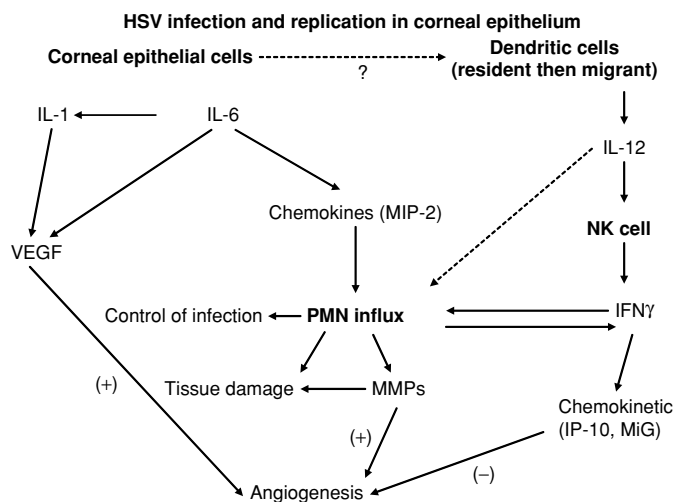 HSV infection and replication in corneal epithelium
Corneal epithelial cells
?
Dendritic cells
(resident then migrant)
IL-1
IL-6
IL-12
Chemokines (MIP-2)
NK cell
VEGF
Control of infection
PMN influx
IFNγ
(+)
Tissue damage
MMPs
Chemokinetic
(IP-10, MiG)
(+)
(−)
Angiogenesis